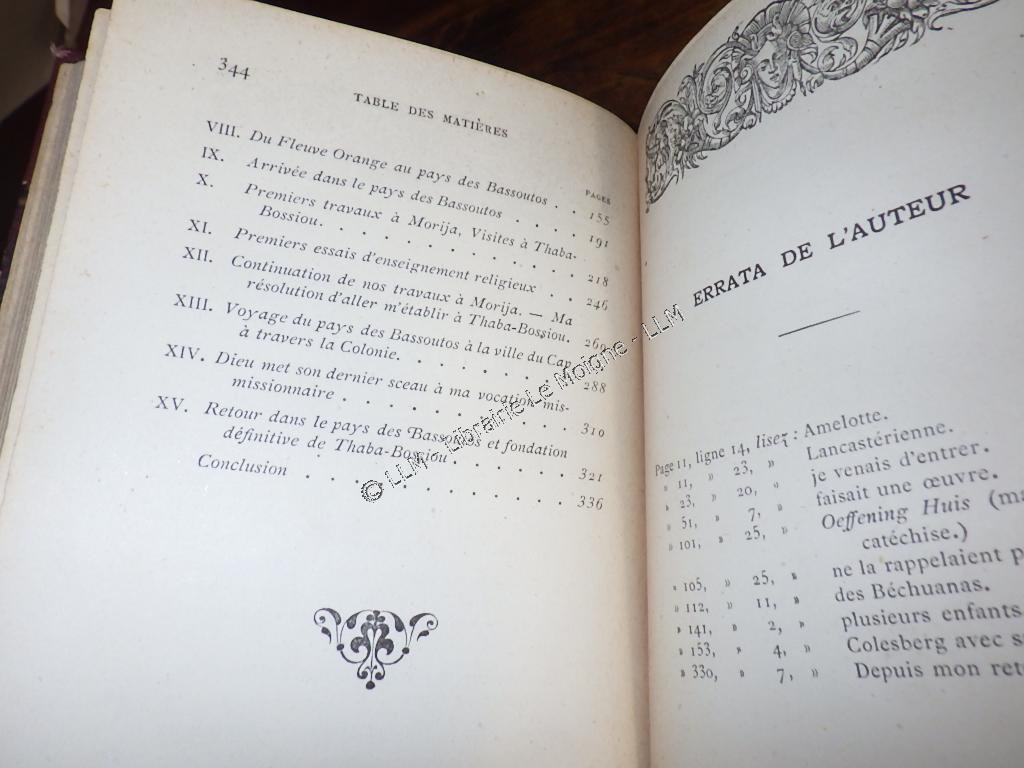 344
TABLE DES MATIÈRES
PAGES
VIII. Du Fleuve Orange au pays des Bassoutos . . 155
IX. Arrivée dans le pays des Bassoutos . . . . 191
X. Premiers travaux à Morija, Visites à Thaba-
Bossiou. . . . . . . . . . . 218
XI. Premiers essais d'enseignement religieux . . 246
XII. Continuation de nos travaux à Morija. — Ma
résolution d'aller m'établir à Thaba-Bossiou. 269
XIII. Voyage du pays des Bassoutos à la ville du Cap
à travers la Colonie. . . . . . . . 288
XIV. Dieu met son dernier sceau à ma vocation mis-
missionnaire . . . . . . . . . . 310
XV. Retour dans le pays des Bassoutos et fondation
définitive de Thaba-Bossiou . . . . . . 321
Conclusion . . . . . . . . . . . 336
© LLM - Librairie Le Moigne - LLM
ERRATA DE L'AUTEUR
Page 11, ligne 14, lisez : Amelotte.
» 11, » 23, » Lancastérienne.
» 23, » 20, » je venais d'entrer.
» 51, » 7, » faisait une œuvre.
» 101, » 25, » Oeffening Huis (ma
catéchise.)
» 105, » 25, » ne la rappelaient p
» 112, » 11, » des Béchuanas.
» 141, » 2, » plusieurs enfants.
» 153, » 4, » Colesberg avec s
» 330, » 7, » Depuis mon ret